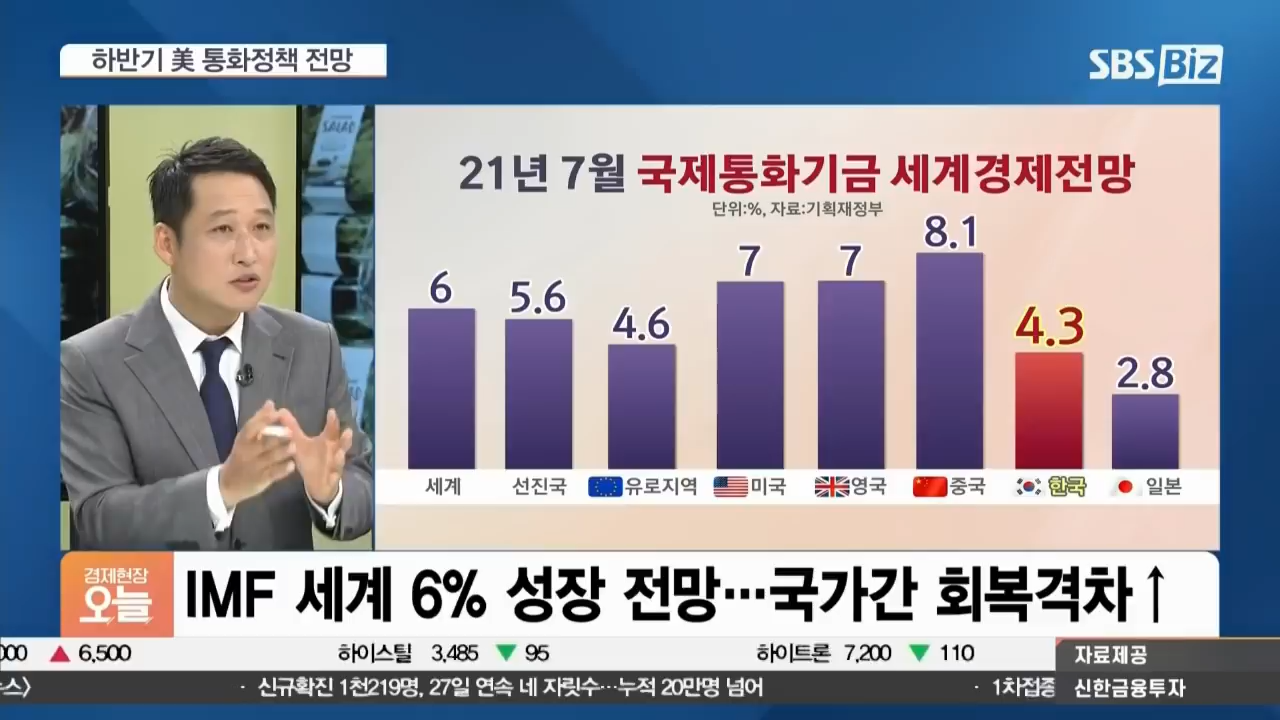 하반기 美 통화정책 전망
SBS Biz
21년 7월 국제통화기금 세계경제전망
단위:%, 자료:기획재정부
6
5.6
4.6
7
7
8.1
4.3
2.8
세계
선진국
유로지역
미국
영국
중국
한국
일본
경제현장
오늘
IMF 세계 6% 성장 전망…국가간 회복격차↑
000 ▲ 6,500 하이스틸 3,485 ▼ 95 하이트론 7,200 ▼ 110
자료제공
신한금융투자
스〉 · 신규확진 1천219명, 27일 연속 네 자릿수…누적 20만명 넘어 · 1차접종